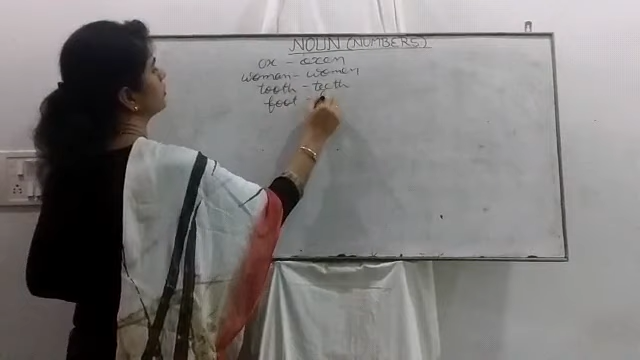 NOUN (NUMBERS)
ox - oxen
woman - women
tooth - teeth
foot -